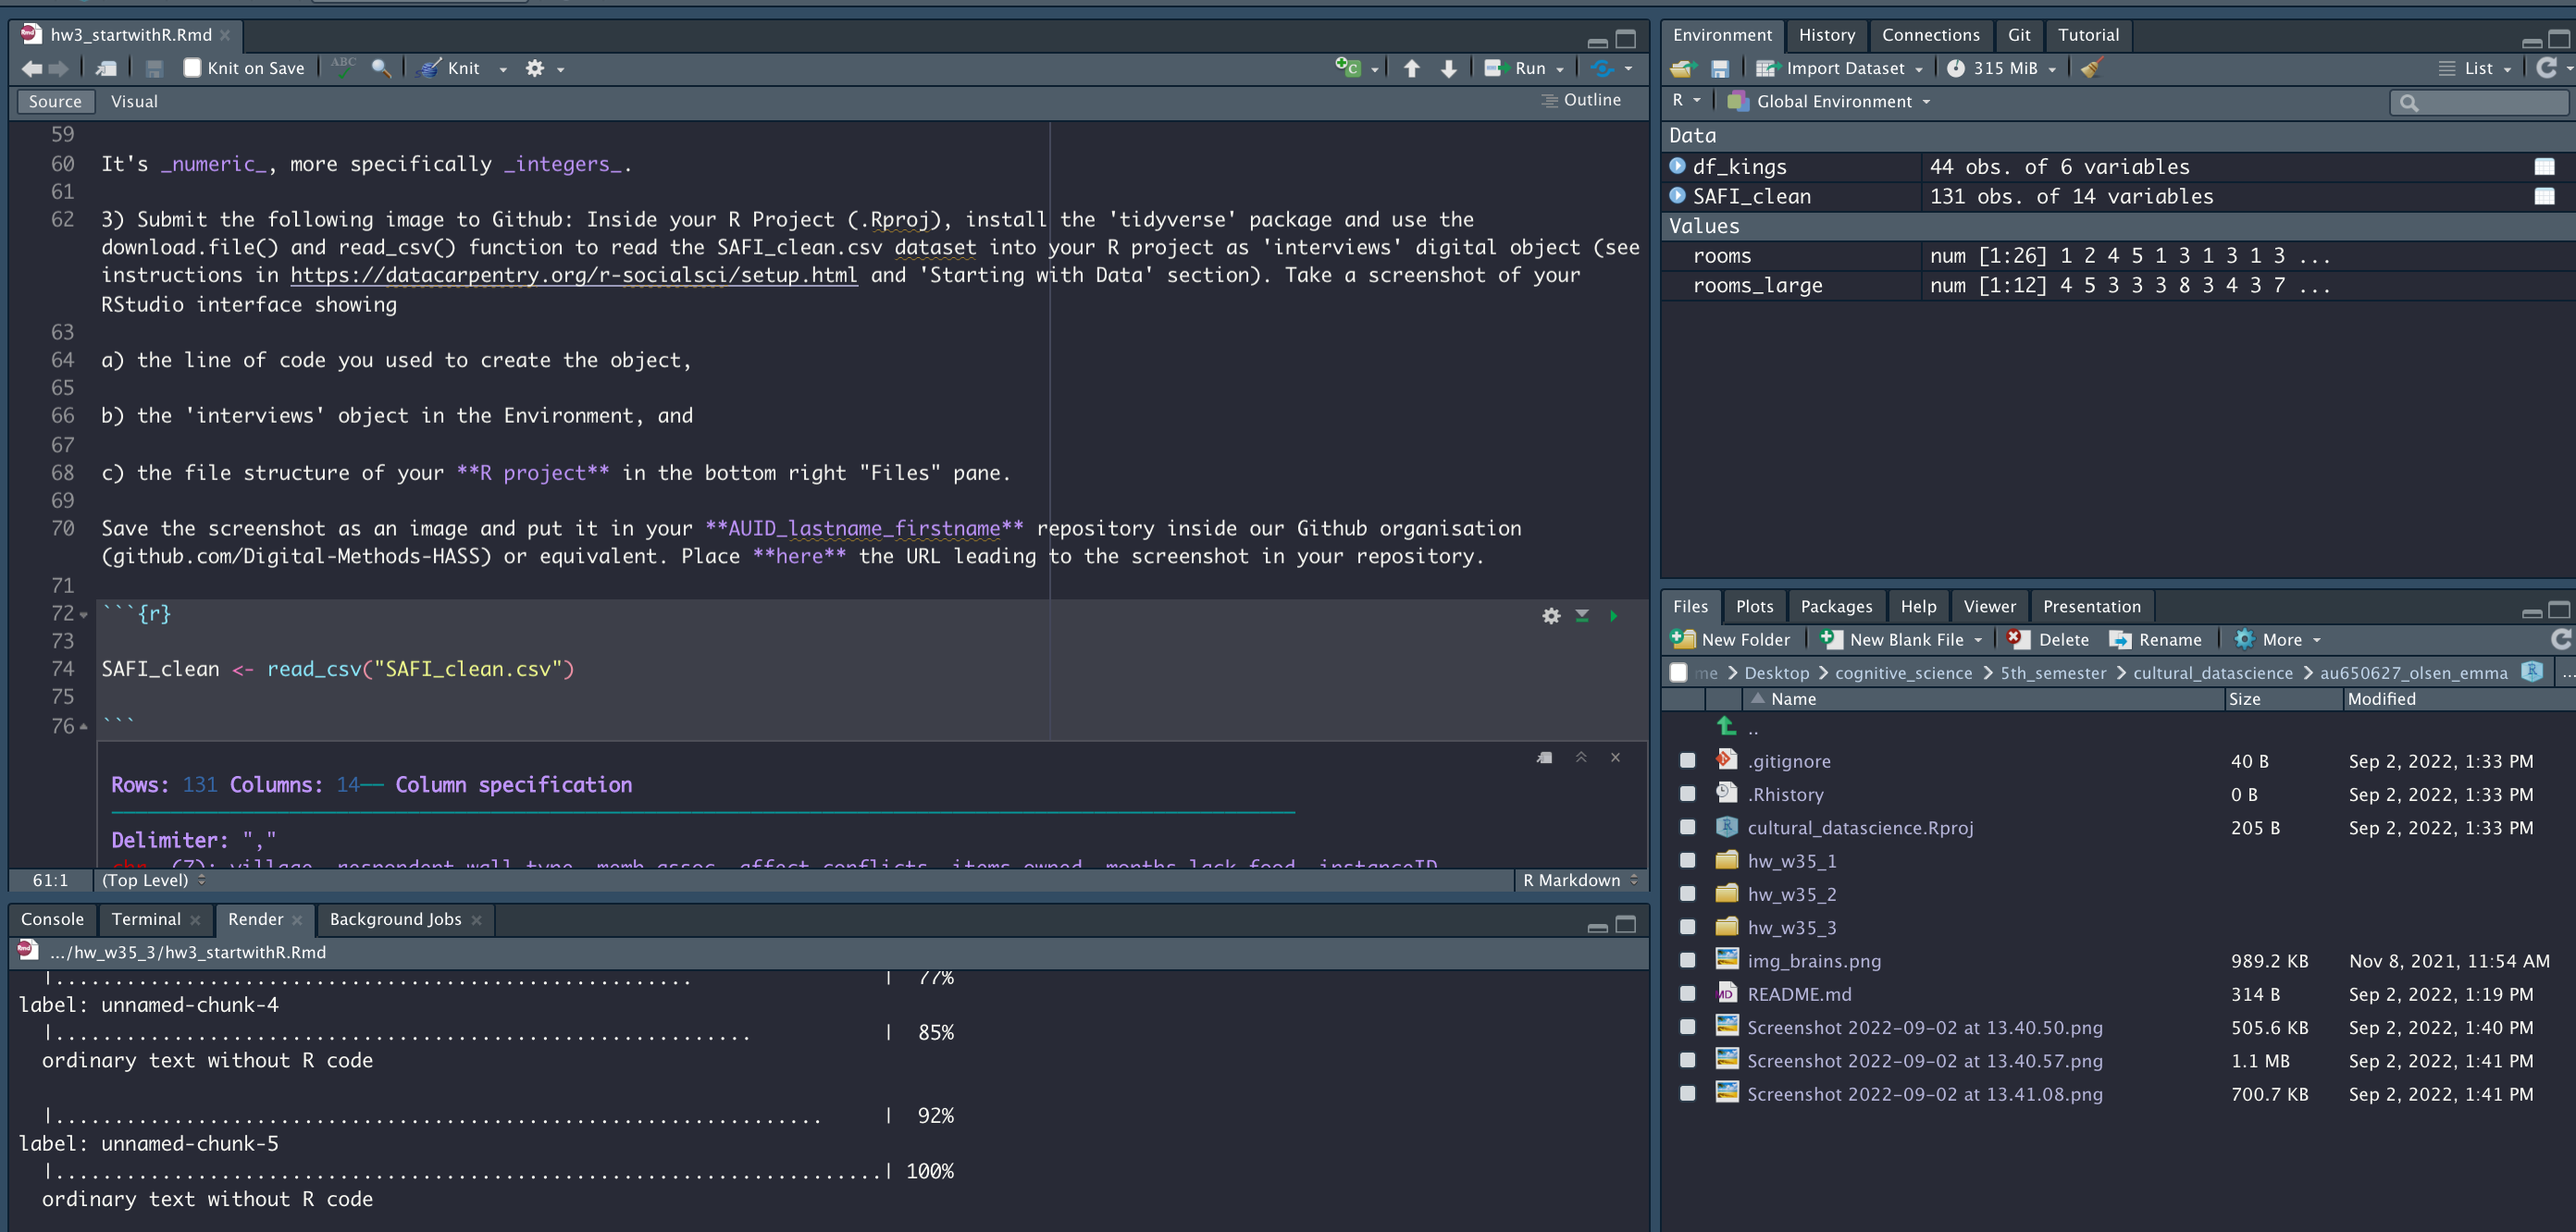 hw3_startwithR.Rmd
Knit on Save
ABC
Knit
Run
Source Visual
Outline
59
60 It's _numeric_, more specifically _integers_.
61
62 3) Submit the following image to Github: Inside your R Project (.Rproj), install the 'tidyverse' package and use the
download.file() and read_csv() function to read the SAFI_clean.csv dataset into your R project as 'interviews' digital object (see
instructions in https://datacarpentry.org/r-socialsci/setup.html and 'Starting with Data' section). Take a screenshot of your
RStudio interface showing
63
64 a) the line of code you used to create the object,
65
66 b) the 'interviews' object in the Environment, and
67
68 c) the file structure of your **R project** in the bottom right "Files" pane.
69
70 Save the screenshot as an image and put it in your **AUID_lastname_firstname** repository inside our Github organisation
(github.com/Digital-Methods-HASS) or equivalent. Place **here** the URL leading to the screenshot in your repository.
71
72 ```{r}
73
74 SAFI_clean <- read_csv("SAFI_clean.csv")
75
76 ```
Rows: 131 Columns: 14── Column specification
Delimiter: ","
chr (7): village, respondent_wall_type, memb_assoc, affect_conflicts, items_owned, months_lack_food, instanceID
61:1 (Top Level) R Markdown
Console Terminal Render Background Jobs
.../hw_w35_3/hw3_startwithR.Rmd
|...................................................... | 77%
label: unnamed-chunk-4
|........................................................... | 85%
ordinary text without R code
|................................................................. | 92%
label: unnamed-chunk-5
|......................................................................| 100%
ordinary text without R code
Environment History Connections Git Tutorial
Import Dataset 315 MiB List
R Global Environment
Data
df_kings 44 obs. of 6 variables
SAFI_clean 131 obs. of 14 variables
Values
rooms num [1:26] 1 2 4 5 1 3 1 3 1 3 ...
rooms_large num [1:12] 4 5 3 3 3 8 3 4 3 7 ...
Files Plots Packages Help Viewer Presentation
New Folder New Blank File Delete Rename More
me Desktop cognitive_science 5th_semester cultural_datascience au650627_olsen_emma ...
Name Size Modified
..
.gitignore 40 B Sep 2, 2022, 1:33 PM
.Rhistory 0 B Sep 2, 2022, 1:33 PM
cultural_datascience.Rproj 205 B Sep 2, 2022, 1:33 PM
hw_w35_1
hw_w35_2
hw_w35_3
img_brains.png 989.2 KB Nov 8, 2021, 11:54 AM
README.md 314 B Sep 2, 2022, 1:19 PM
Screenshot 2022-09-02 at 13.40.50.png 505.6 KB Sep 2, 2022, 1:40 PM
Screenshot 2022-09-02 at 13.40.57.png 1.1 MB Sep 2, 2022, 1:41 PM
Screenshot 2022-09-02 at 13.41.08.png 700.7 KB Sep 2, 2022, 1:41 PM